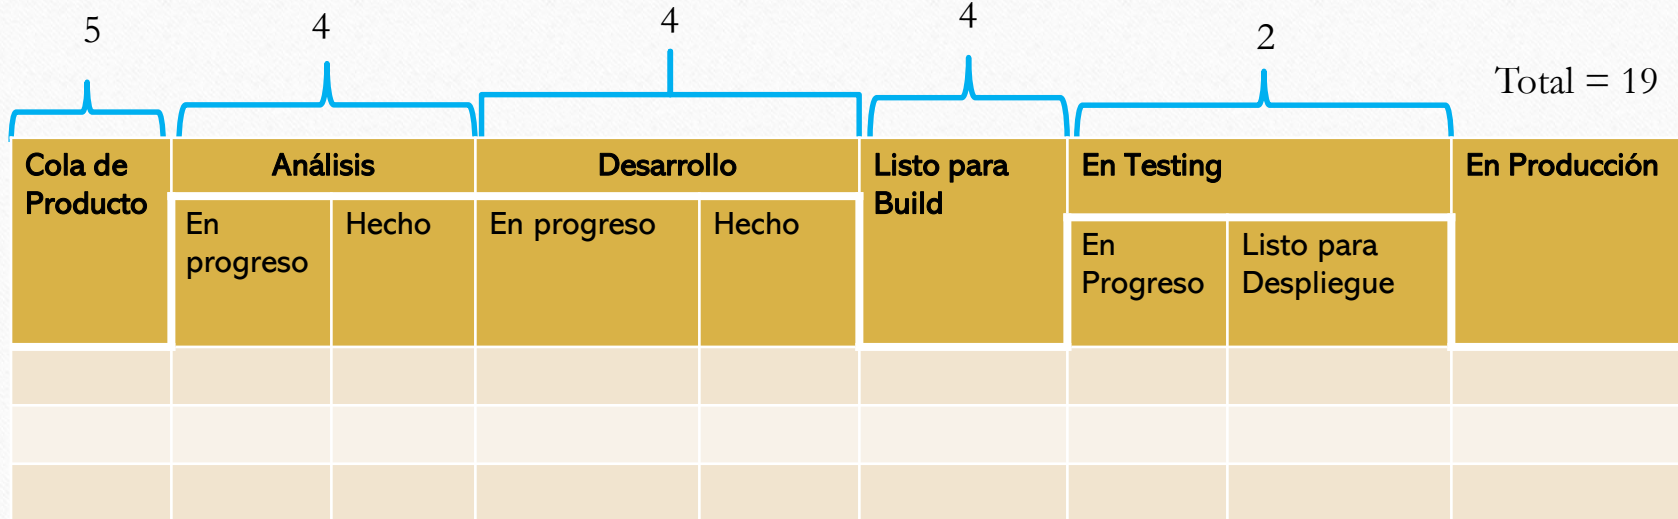 5
4
4
4
2
Total = 19
Cola de
Producto
Análisis
Desarrollo
Listo para
Build
En Testing
En Producción
En
progreso
Hecho
En progreso
Hecho
En
Progreso
Listo para
Despliegue